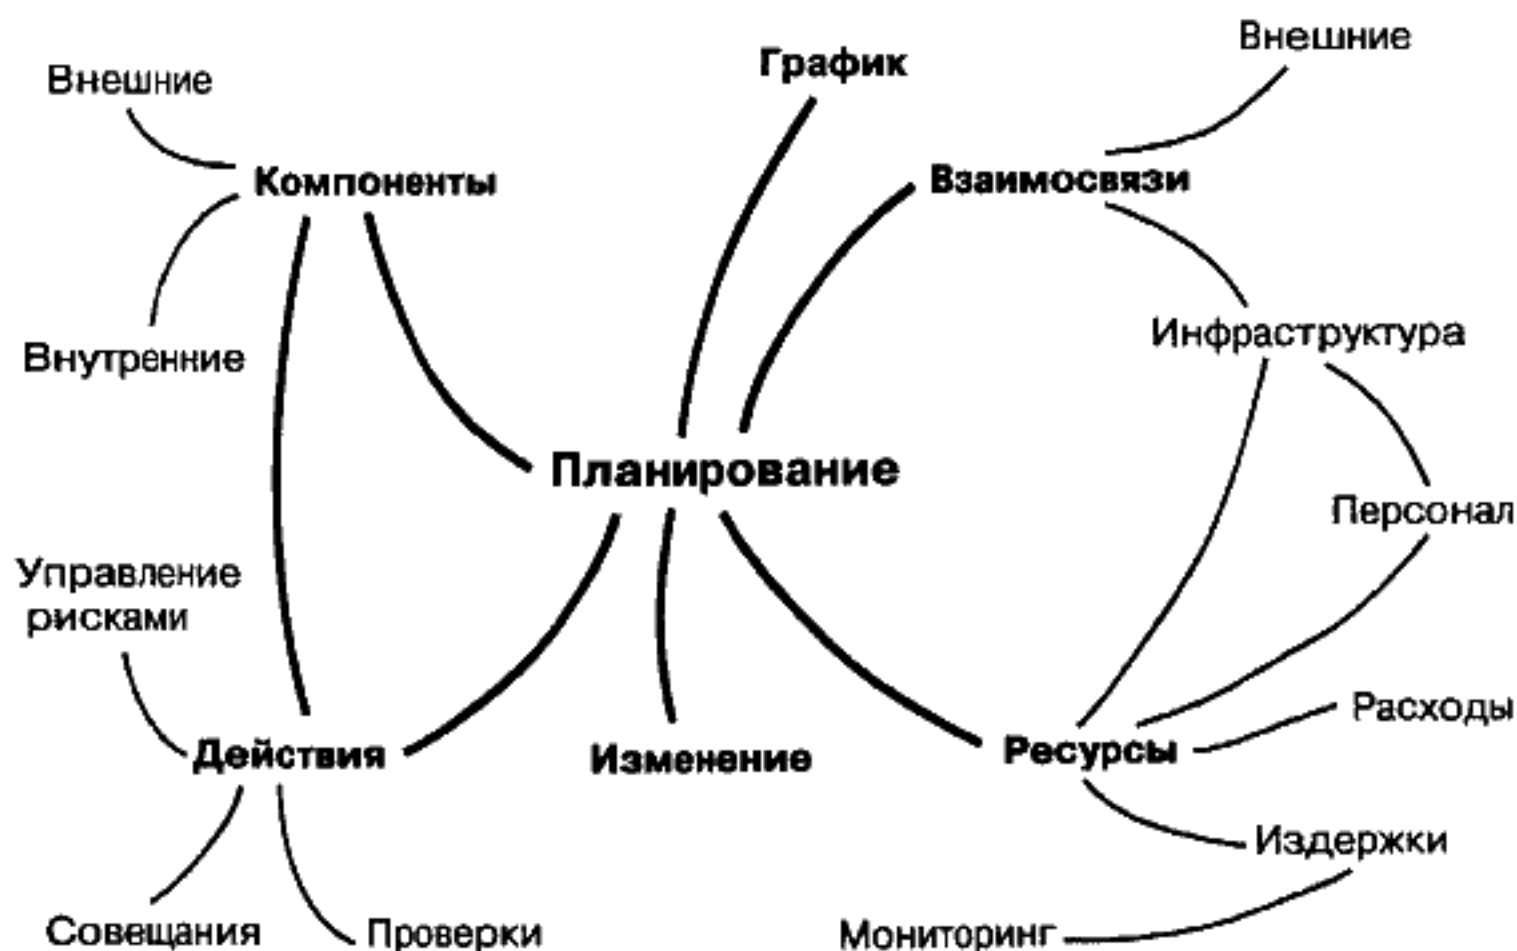 Внешние
График
Внешние
Компоненты
Взаимосвязи
Инфраструктура
Внутренние
Планирование
Персонал
Управление
рисками
Расходы
Действия
Изменение
Ресурсы
Издержки
Совещания
Проверки
Мониторинг